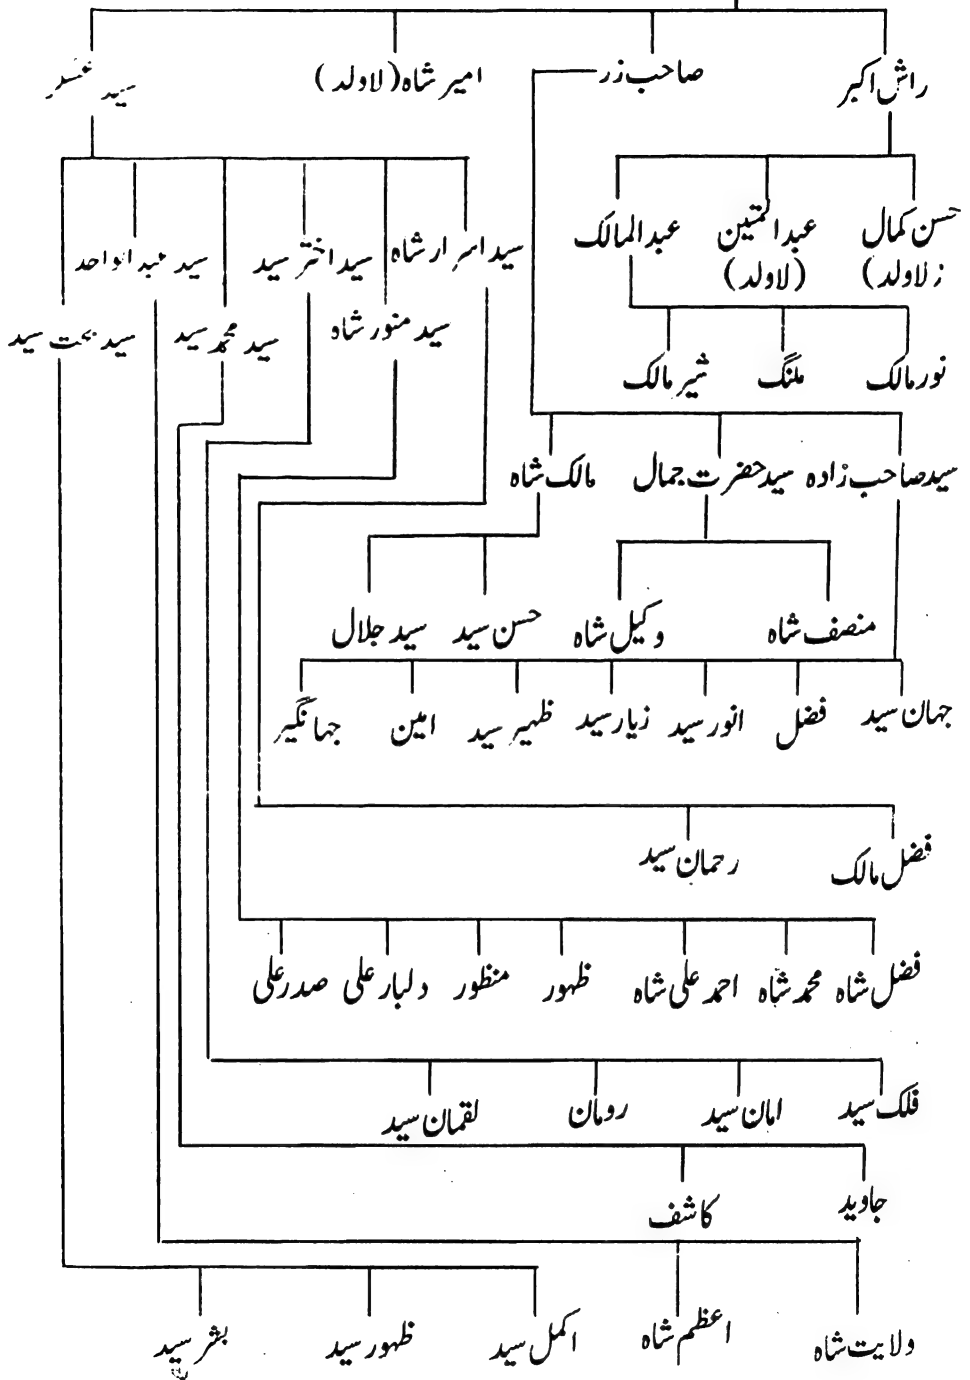 راش اکبر صاحب زر امیر شاہ (لاولد) سید
حسن کمال عبدالمتین عبدالمالک
(لاولد) (لاولد)
سید اسرار شاہ سید اختر سید سید عبدالواحد
سید منور شاہ سید محمد سید سید بخت سید
نور مالک ملنگ شیر مالک
سید صاحب زادہ سید حضرت جمال مالک شاہ
منصف شاہ وکیل شاہ حسن سید سید جلال
جہان سید فضل انور سید زیار سید ظہیر سید امین جہانگیر
فضل مالک رحمان سید
فضل شاہ محمد شاہ احمد علی شاہ ظہور منظور دلبار علی صدر علی
فلک سید امان سید رومان لقمان سید
جاوید کاشف
ولایت شاہ اعظم شاہ اکمل سید ظہور سید بشر سید